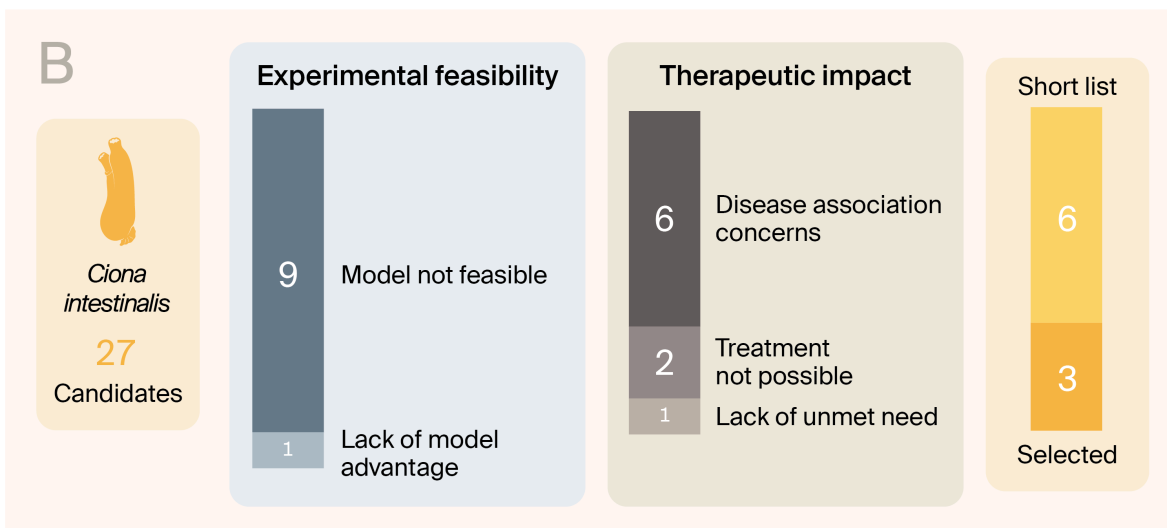 B
Ciona
intestinalis
27
Candidates
Experimental feasibility
9
Model not feasible
1
Lack of model
advantage
Therapeutic impact
6
Disease association
concerns
2
Treatment
not possible
1
Lack of unmet need
Short list
6
3
Selected